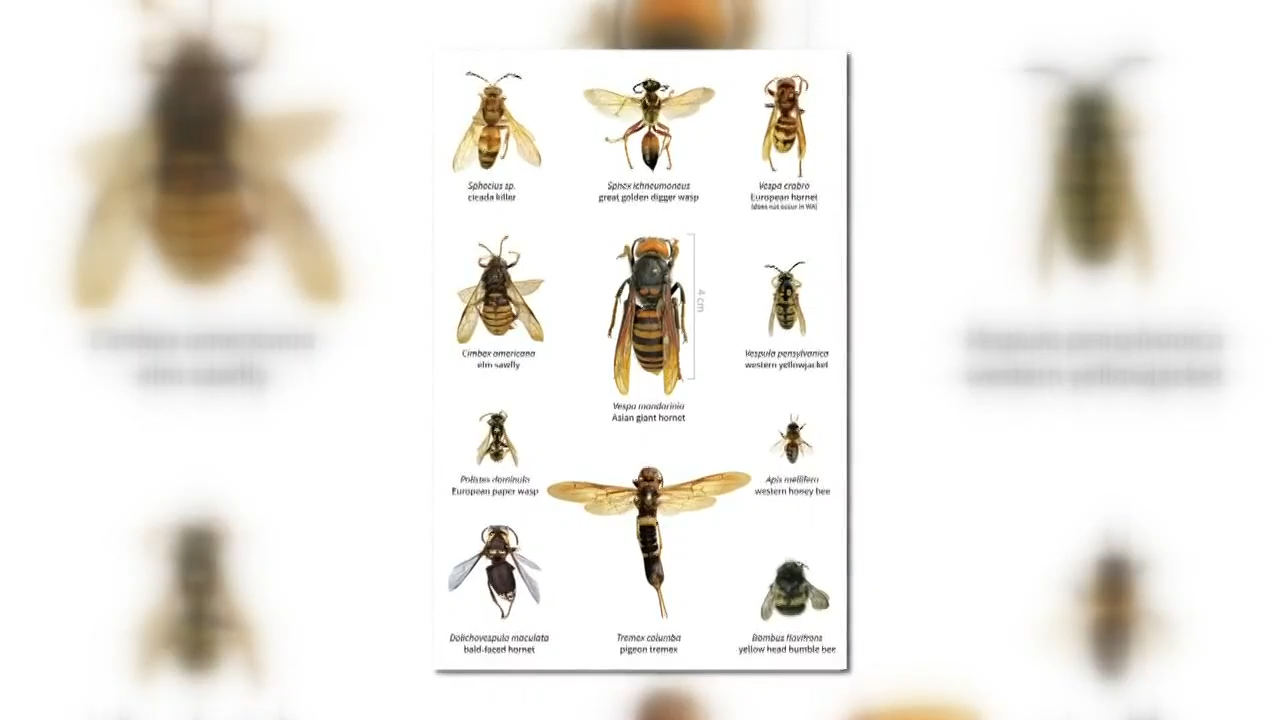 Sphecius sp.
cicada killer
Sphex ichneumoneus
great golden digger wasp
Vespa crabro
European hornet
(does not occur in WA)
Cimbex americana
elm sawfly
4 cm
Vespa mandarinia
Asian giant hornet
Vespula pensylvanica
western yellowjacket
Polistes dominula
European paper wasp
Apis mellifera
western honey bee
Dolichovespula maculata
bald-faced hornet
Tremex columba
pigeon tremex
Bombus flavifrons
yellow head bumble bee